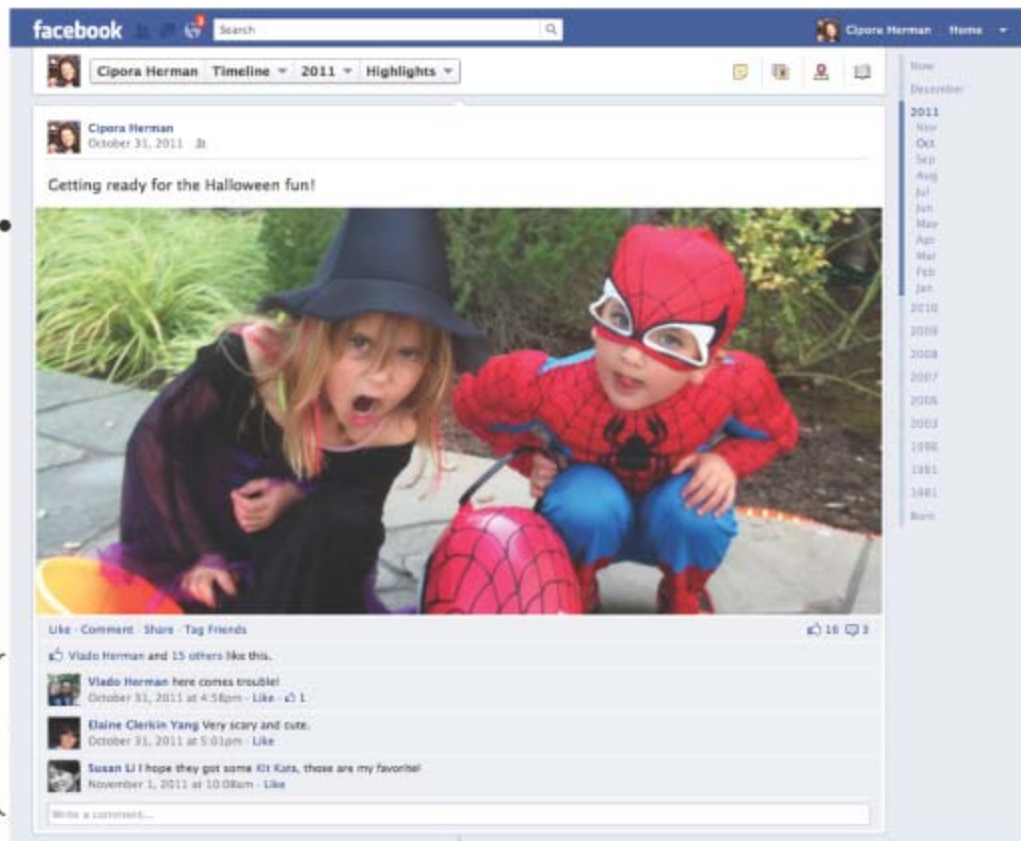 facebook
3
Search
Cipora Herman Home
Cipora Herman Timeline 2011 Highlights
Now
December
2011
Nov
Oct
Sep
Aug
Jul
Jun
May
Apr
Mar
Feb
Jan
2010
2009
2008
2007
2006
2003
1996
1991
1981
Born
Cipora Herman
October 31, 2011
Getting ready for the Halloween fun!
Like · Comment · Share · Tag Friends
16 3
Vlado Herman and 15 others like this.
Vlado Herman here comes trouble!
October 31, 2011 at 4:58pm · Like · 1
Elaine Clerkin Yang Very scary and cute.
October 31, 2011 at 5:01pm · Like
Susan Li I hope they got some Kit Kats, those are my favorite!
November 1, 2011 at 10:08am · Like
Write a comment...